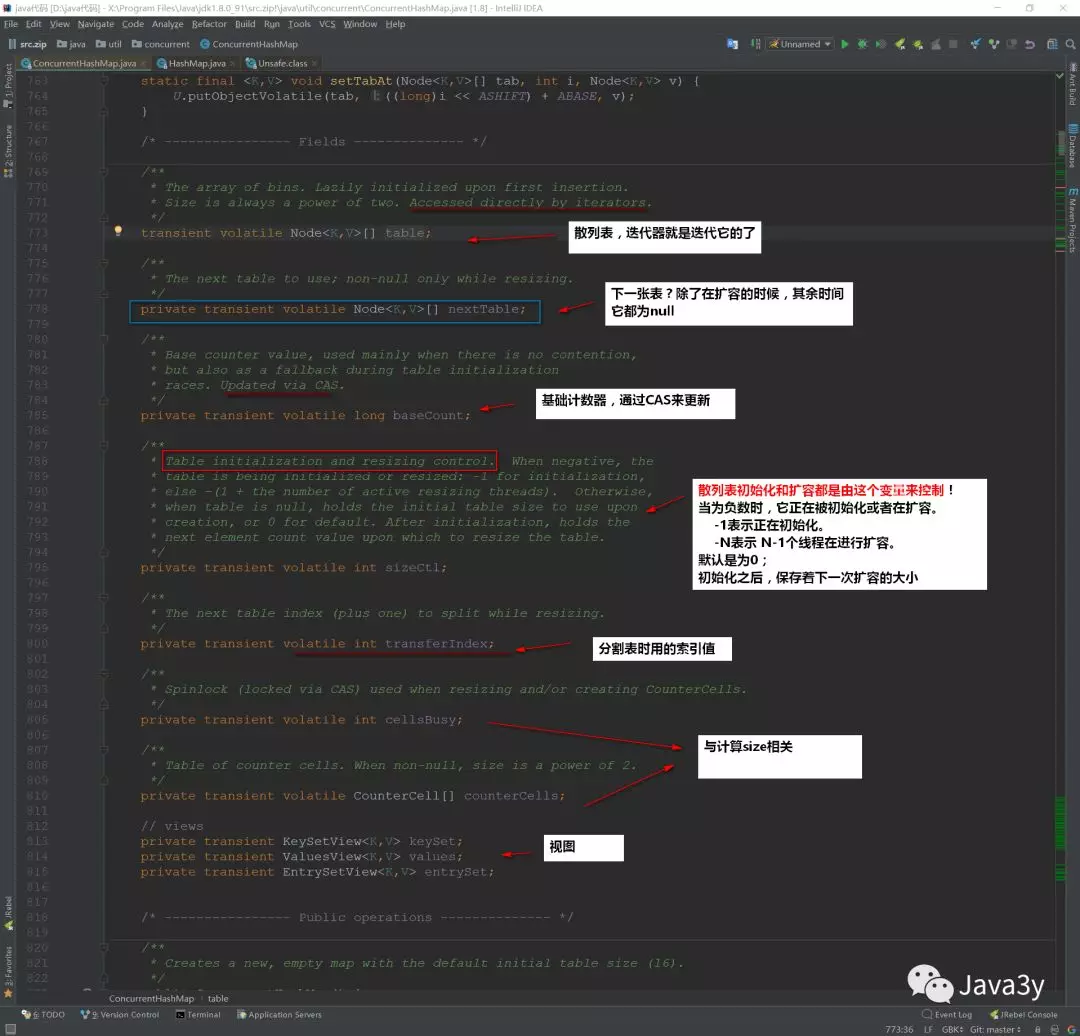 java代码 [D:\java代码] - X:\Program Files\Java\jdk1.8.0_91\src.zip!\java\util\concurrent\ConcurrentHashMap.java [1.8] - IntelliJ IDEA
File Edit View Navigate Code Analyze Refactor Build Run Tools VCS Window Help
src.zip java util concurrent ConcurrentHashMap Unnamed
ConcurrentHashMap.java HashMap.java Unsafe.class
1: Project
2: Structure
JRebel
2: Favorites
Ant Build
Database
Maven Projects
763 static final <K,V> void setTabAt(Node<K,V>[] tab, int i, Node<K,V> v) {
764 U.putObjectVolatile(tab, l: ((long)i << ASHIFT) + ABASE, v);
765 }
766
767 /* ---------------- Fields -------------- */
768
769 /**
770 * The array of bins. Lazily initialized upon first insertion.
771 * Size is always a power of two. Accessed directly by iterators.
772 */
773 transient volatile Node<K,V>[] table;
散列表，迭代器就是迭代它的了
774
775 /**
776 * The next table to use; non-null only while resizing.
777 */
778 private transient volatile Node<K,V>[] nextTable;
下一张表？除了在扩容的时候，其余时间
它都为null
779
780 /**
781 * Base counter value, used mainly when there is no contention,
782 * but also as a fallback during table initialization
783 * races. Updated via CAS.
784 */
785 private transient volatile long baseCount;
基础计数器，通过CAS来更新
786
787 /**
788 * Table initialization and resizing control. When negative, the
789 * table is being initialized or resized: -1 for initialization,
790 * else -(1 + the number of active resizing threads). Otherwise,
791 * when table is null, holds the initial table size to use upon
792 * creation, or 0 for default. After initialization, holds the
793 * next element count value upon which to resize the table.
794 */
795 private transient volatile int sizeCtl;
散列表初始化和扩容都是由这个变量来控制！
当为负数时，它正在被初始化或者在扩容。
-1表示正在初始化。
-N表示 N-1个线程在进行扩容。
默认是为0；
初始化之后，保存着下一次扩容的大小
796
797 /**
798 * The next table index (plus one) to split while resizing.
799 */
800 private transient volatile int transferIndex;
分割表时用的索引值
801
802 /**
803 * Spinlock (locked via CAS) used when resizing and/or creating CounterCells.
804 */
805 private transient volatile int cellsBusy;
806
与计算size相关
807 /**
808 * Table of counter cells. When non-null, size is a power of 2.
809 */
810 private transient volatile CounterCell[] counterCells;
811
812 // views
813 private transient KeySetView<K,V> keySet;
814 private transient ValuesView<K,V> values;
815 private transient EntrySetView<K,V> entrySet;
视图
816
817
818 /* ---------------- Public operations -------------- */
819
820 /**
821 * Creates a new, empty map with the default initial table size (16).
822 */
Java3y
ConcurrentHashMap table
6: TODO 9: Version Control Terminal Application Servers Event Log JRebel Console
773:36 LF GBK Git: master